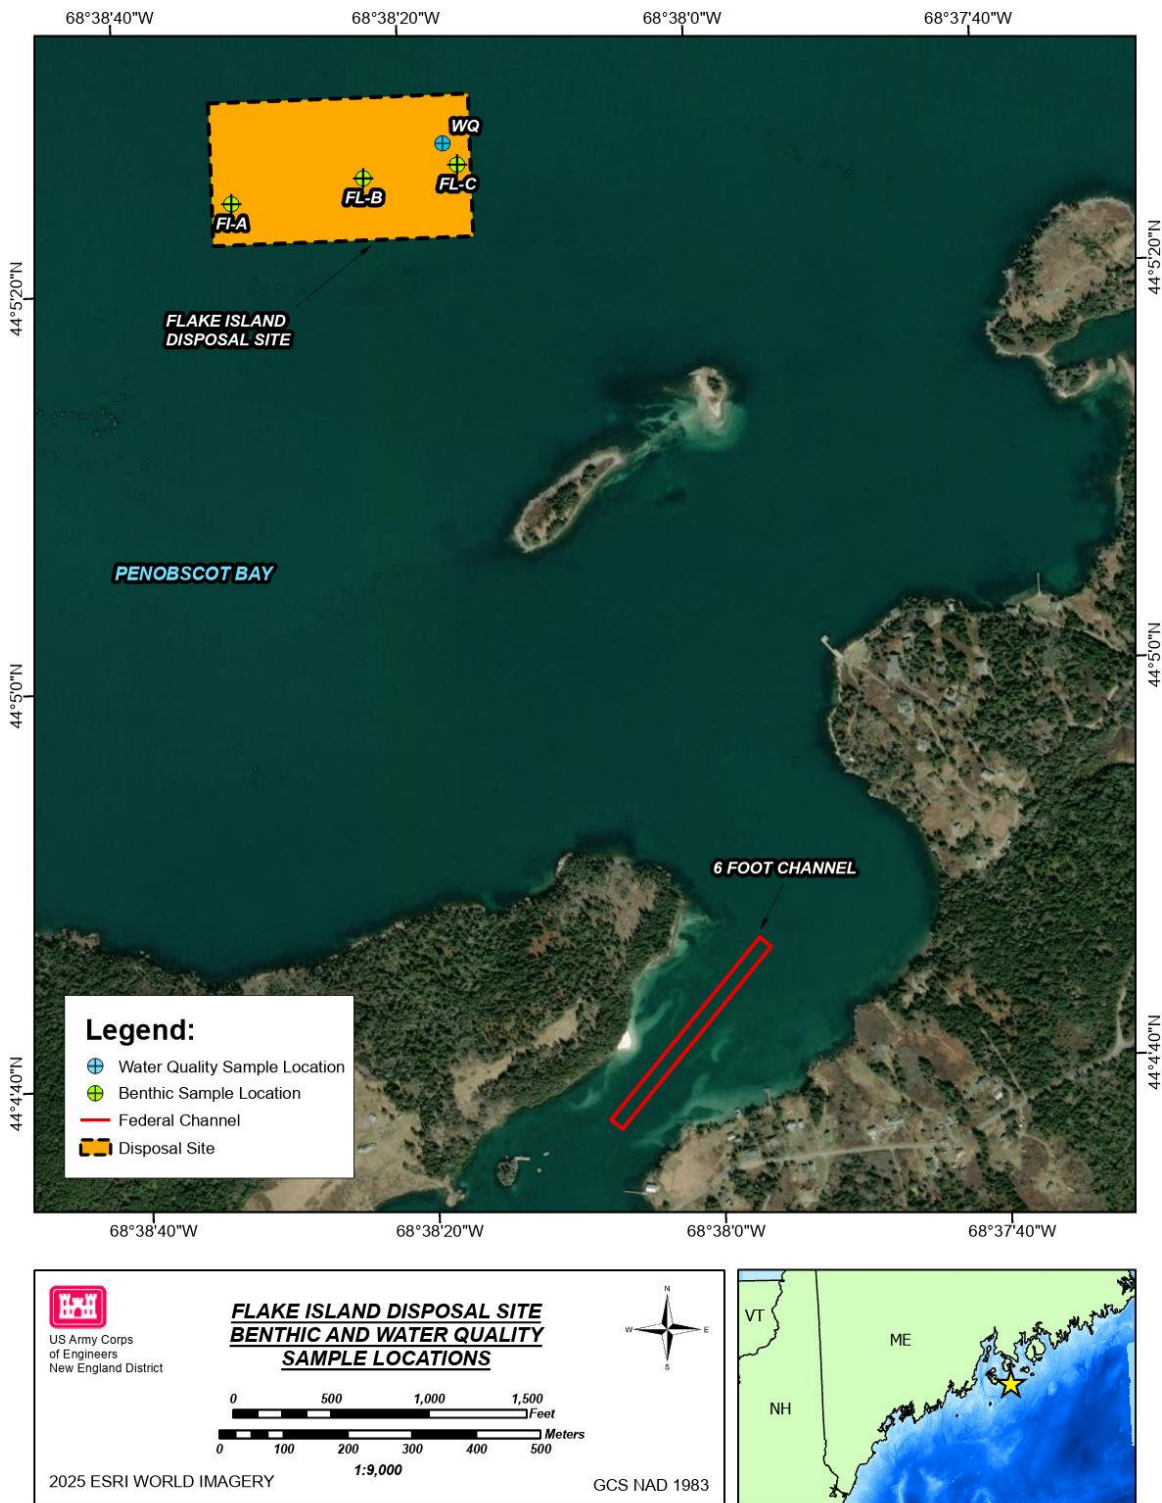 68°38'40"W
68°38'20"W
68°38'0"W
68°37'40"W
WQ
FL-C
FL-B
FI-A
44°5'20"N
44°5'20"N
FLAKE ISLAND
DISPOSAL SITE
PENOBSCOT BAY
44°5'0"N
44°5'0"N
6 FOOT CHANNEL
44°4'40"N
44°4'40"N
Legend:
Water Quality Sample Location
Benthic Sample Location
Federal Channel
Disposal Site
68°38'40"W
68°38'20"W
68°38'0"W
68°37'40"W
US Army Corps
of Engineers
New England District
FLAKE ISLAND DISPOSAL SITE
BENTHIC AND WATER QUALITY
SAMPLE LOCATIONS
N
W
E
S
0 500 1,000 1,500
Feet
Meters
0 100 200 300 400 500
1:9,000
2025 ESRI WORLD IMAGERY
GCS NAD 1983
VT
ME
NH